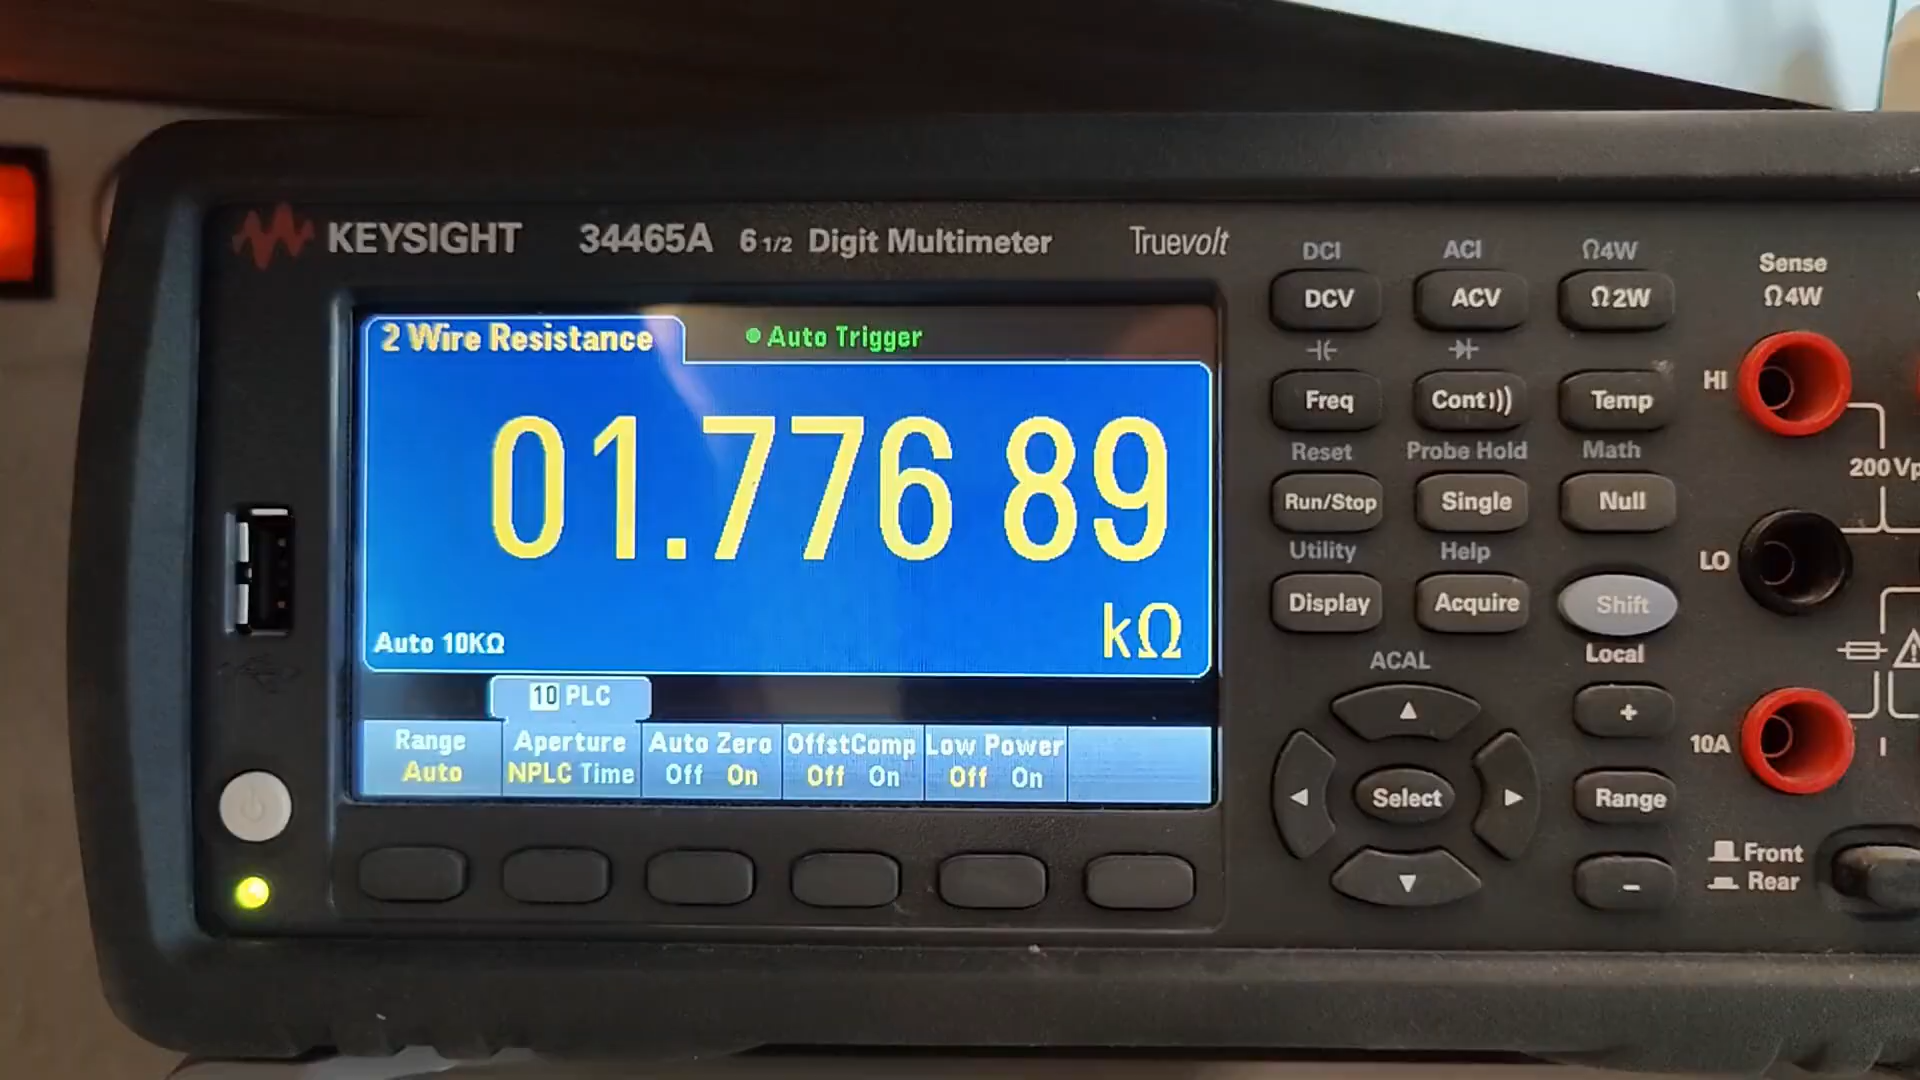 KEYSIGHT 34465A 6 1/2 Digit Multimeter Truevolt
2 Wire Resistance
Auto Trigger
01.776 89
kΩ
Auto 10KΩ
10 PLC
Range
Auto
Aperture
NPLC Time
Auto Zero
Off On
OffstComp
Off On
Low Power
Off On
DCI ACI Ω4W
DCV ACV Ω2W
Freq Cont Temp
Reset Probe Hold Math
Run/Stop Single Null
Utility Help
Display Acquire Shift
Local
ACAL
+
Select
Range
-
Sense
Ω4W
HI
LO
10A
I
Front
Rear